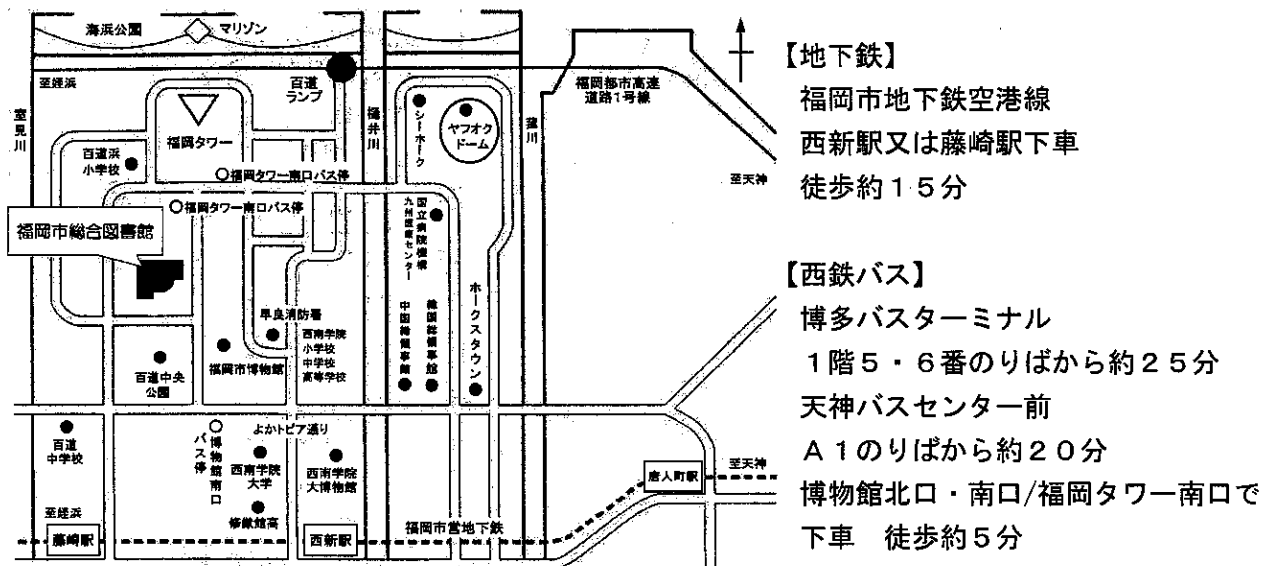 海浜公園
マリゾン
至姪浜
百道
ランプ
福岡都市高速
道路1号線
室見川
樋井川
福岡タワー
シーホーク
ヤフオク
ドーム
百道浜
小学校
福岡タワー南口バス停
福岡タワー南口バス停
至天神
福岡市総合図書館
国立病院機構
九州医療センター
早良消防署
西南学院
小学校
中学校
高等学校
福岡市博物館
百道中央
公園
中国総領事館
韓国総領事館
ホークスタウン
百道
中学校
博物館南口
バス停
よかトピア通り
西南学院
大学
西南学院
大博物館
修猷館高
唐人町駅
至天神
至姪浜
藤崎駅
西新駅
福岡市営地下鉄
【地下鉄】
福岡市地下鉄空港線
西新駅又は藤崎駅下車
徒歩約15分
【西鉄バス】
博多バスターミナル
1階5・6番のりばから約25分
天神バスセンター前
A1のりばから約20分
博物館北口・南口/福岡タワー南口で
下車　徒歩約5分